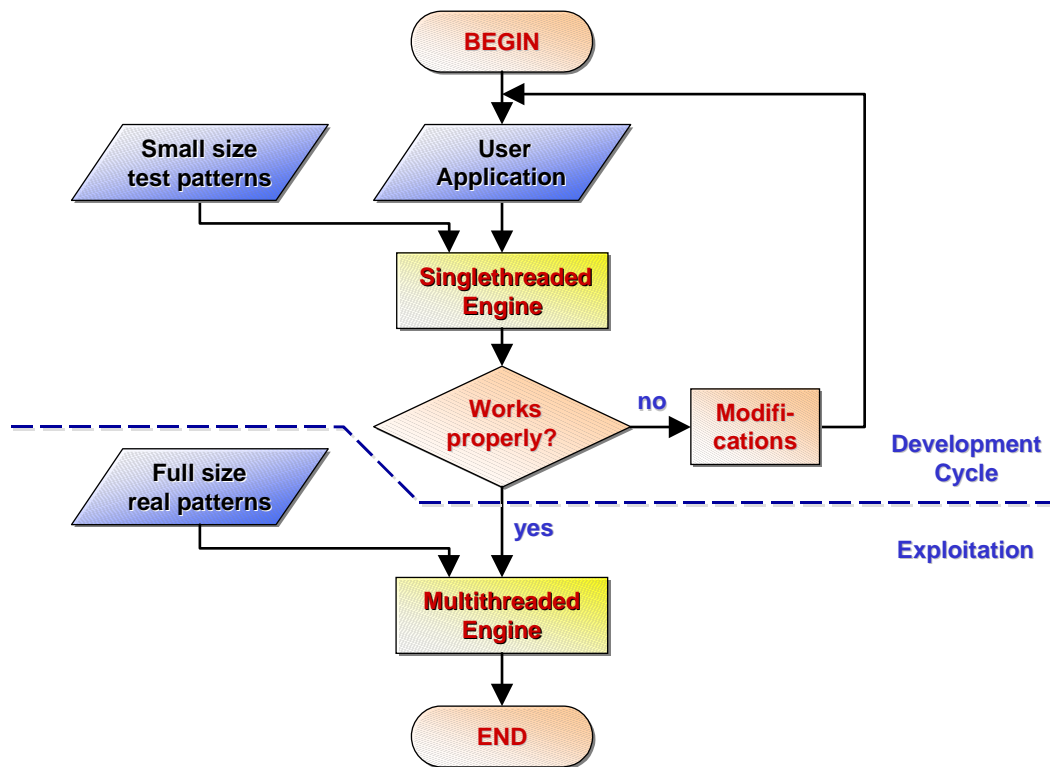 BEGIN
Small size
test patterns
User
Application
Singlethreaded
Engine
Works
properly?
no
Modifi-
cations
Development
Cycle
Full size
real patterns
yes
Exploitation
Multithreaded
Engine
END